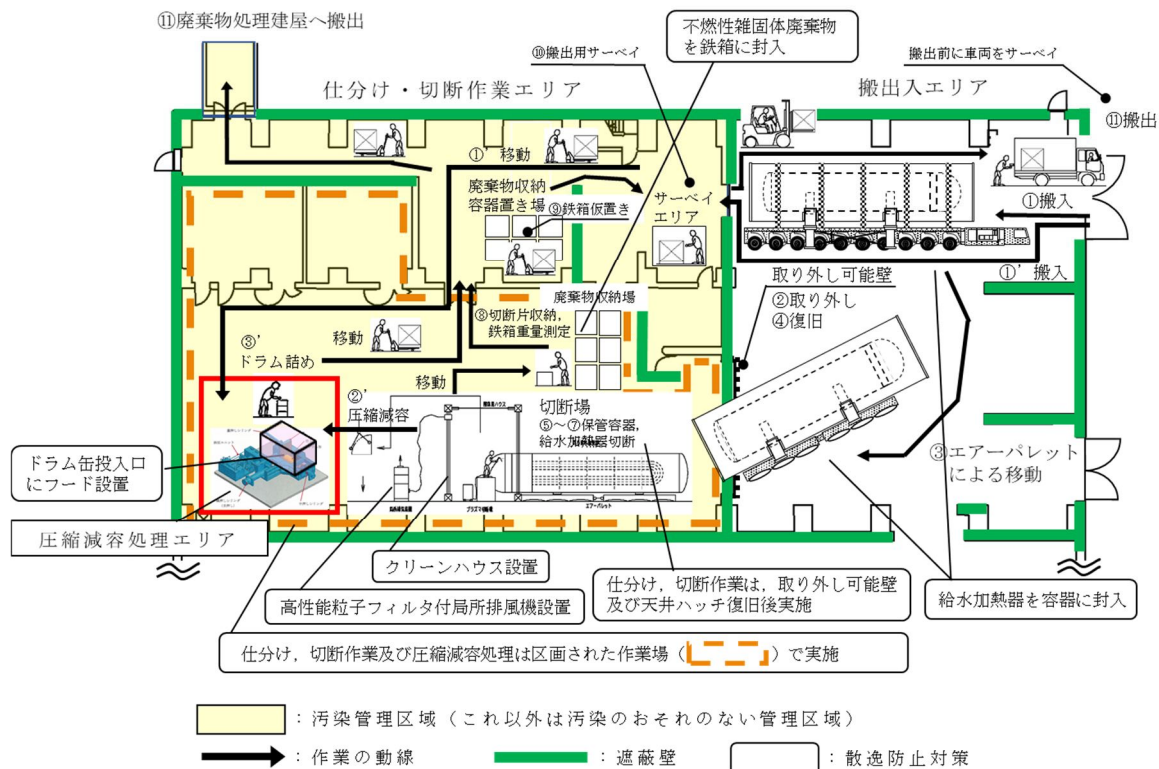 ⑪廃棄物処理建屋へ搬出
不燃性雑固体廃棄物
を鉄箱に封入
⑩搬出用サーベイ
搬出前に車両をサーベイ
仕分け・切断作業エリア
搬出入エリア
⑪搬出
①’移動
廃棄物収納
容器置き場
⑨鉄箱仮置き
サーベイ
エリア
①搬入
①’搬入
取り外し可能壁
②取り外し
④復旧
廃棄物収納場
⑧切断片収納,
鉄箱重量測定
移動
③’
ドラム詰め
移動
②’
圧縮減容
切断場
⑤～⑦保管容器,
給水加熱器切断
③エアーパレット
による移動
ドラム缶投入口
にフード設置
プラズマ切断機
エアーパレット
圧縮減容処理エリア
クリーンハウス設置
高性能粒子フィルタ付局所排風機設置
仕分け,切断作業は,取り外し可能壁
及び天井ハッチ復旧後実施
給水加熱器を容器に封入
仕分け,切断作業及び圧縮減容処理は区画された作業場( )で実施
:汚染管理区域(これ以外は汚染のおそれのない管理区域)
:作業の動線
:遮蔽壁
:散逸防止対策